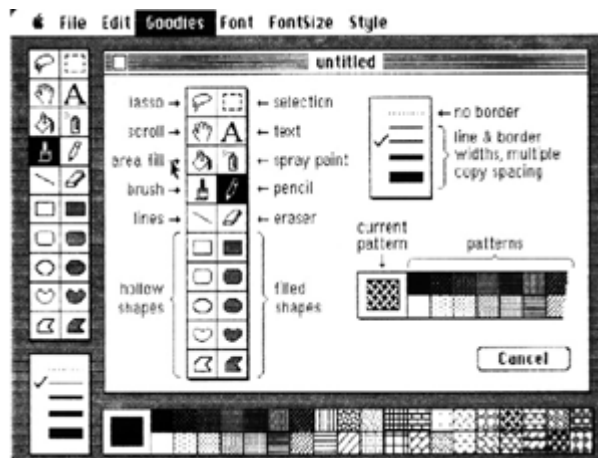 File Edit Goodies Font FontSize Style
untitled
lasso
selection
scroll
A
A
text
area fill
spray paint
brush
pencil
lines
eraser
hollow
shapes
filled
shapes
no border
line & border
widths, multiple
copy spacing
current
pattern
patterns
Cancel